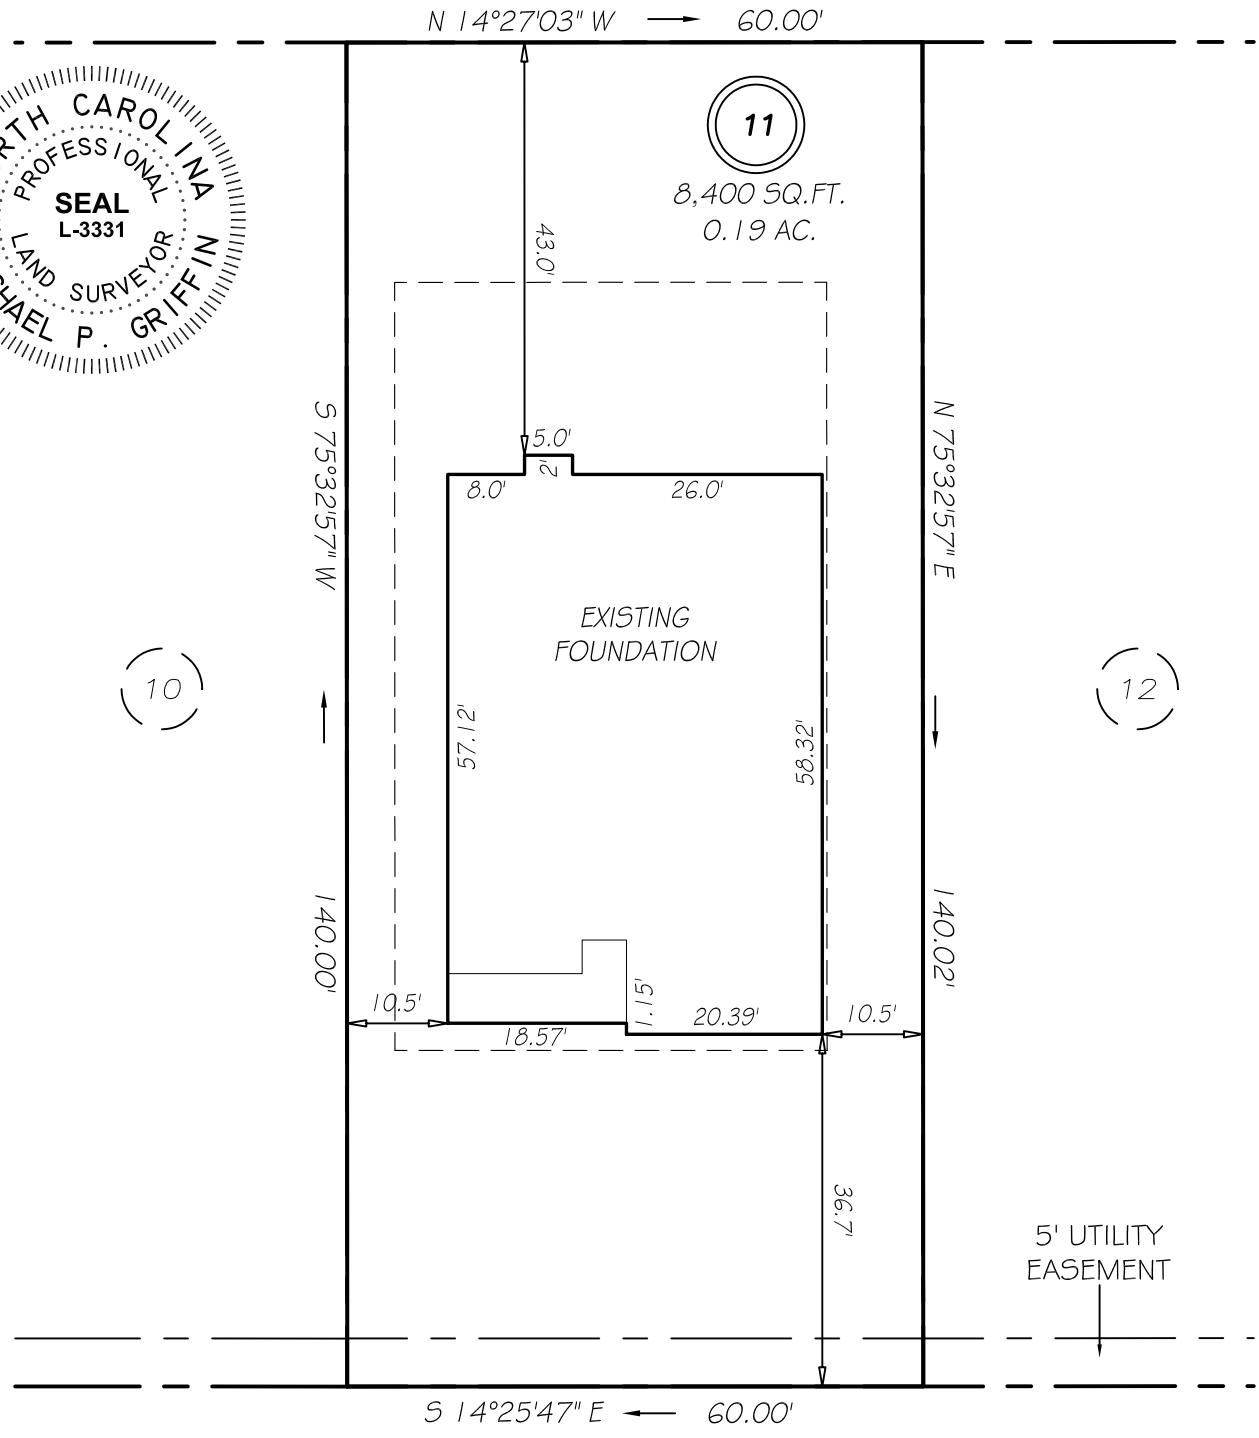 N 14°27'03" W 60.00'
CAROLINA
PROFESSIONAL
SEAL
L-3331
LAND SURVEYOR
P. GRIFFIN
11
8,400 SQ.FT.
0.19 AC.
43.0'
S 75°32'57" W
N 75°32'57" E
5.0'
2'
8.0'
26.0'
EXISTING
FOUNDATION
10
12
57.12'
58.32'
140.00'
140.02'
10.5'
18.57'
1.15'
20.39'
10.5'
36.7'
5' UTILITY
EASEMENT
S 14°25'47" E 60.00'